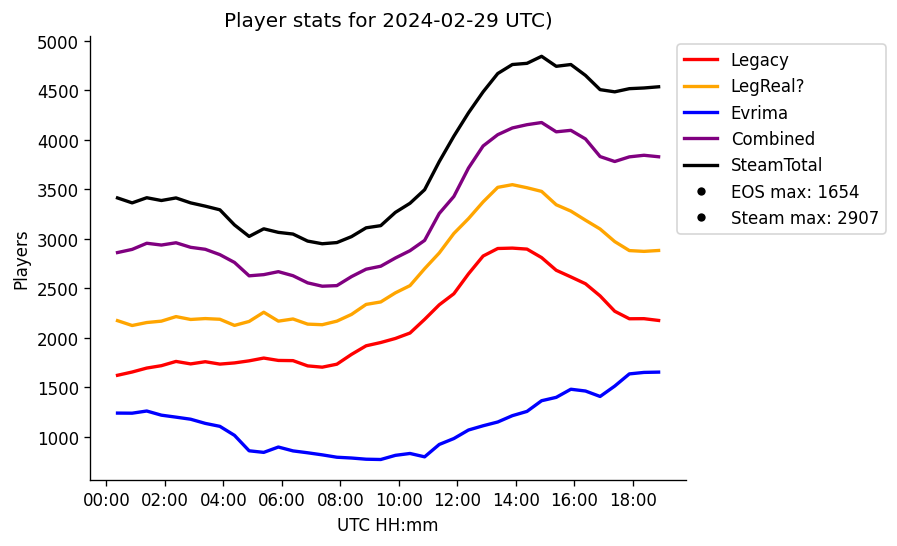 Player stats for 2024-02-29 UTC)
5000
4500
4000
3500
3000
2500
2000
1500
1000
Players
00:00 02:00 04:00 06:00 08:00 10:00 12:00 14:00 16:00 18:00
UTC HH:mm
Legacy
LegReal?
Evrima
Combined
SteamTotal
EOS max: 1654
Steam max: 2907